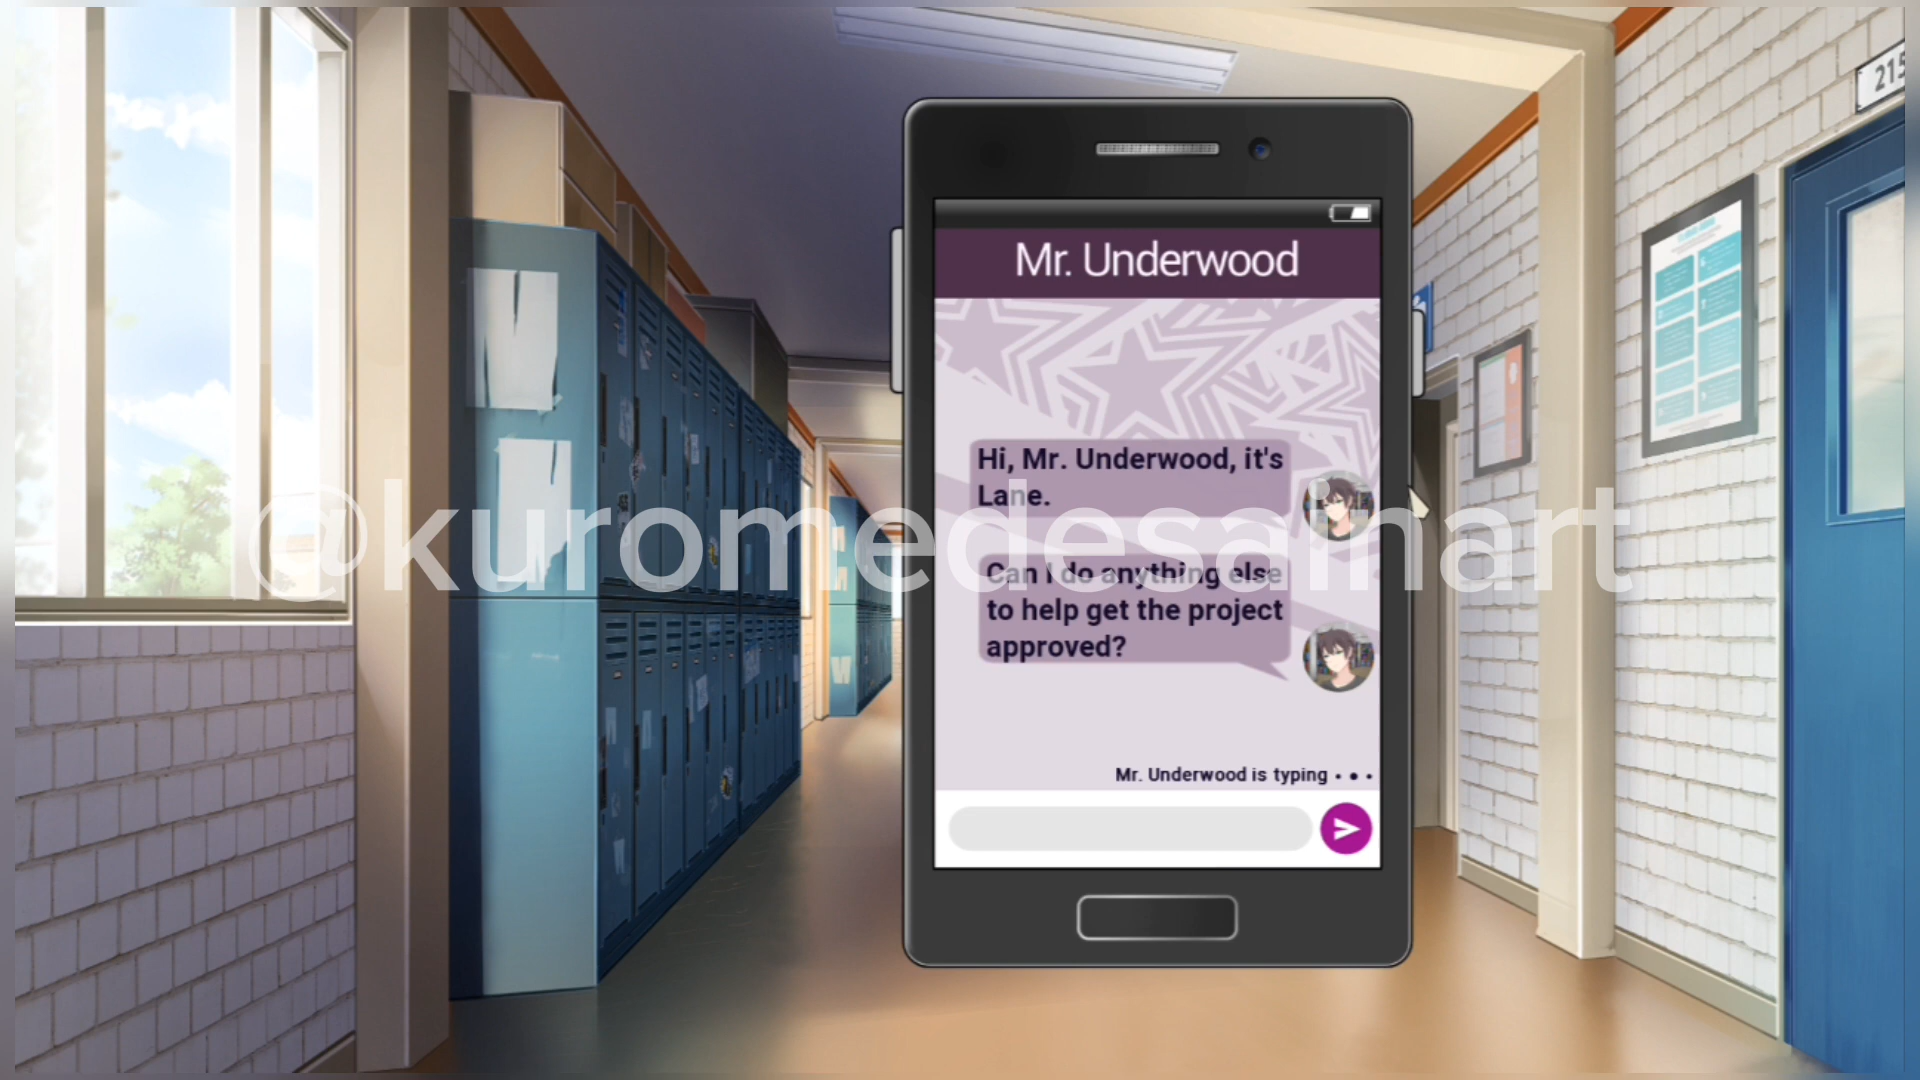 215
Mr. Underwood
Hi, Mr. Underwood, it's
Lane.
@kuromedesainart
Can I do anything else
to help get the project
approved?
Mr. Underwood is typing • • •
W